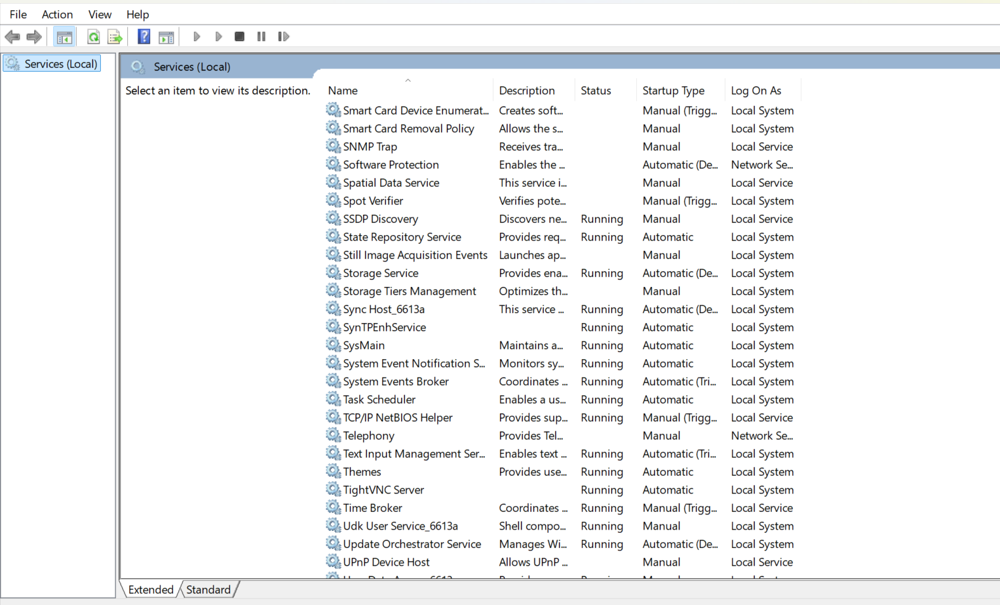 File Action View Help
Services (Local)
Services (Local)
Select an item to view its description.
Name Description Status Startup Type Log On As
Smart Card Device Enumerat... Creates soft... Manual (Trigg... Local System
Smart Card Removal Policy Allows the s... Manual Local System
SNMP Trap Receives tra... Manual Local Service
Software Protection Enables the ... Automatic (De... Network Se...
Spatial Data Service This service i... Manual Local Service
Spot Verifier Verifies pote... Manual (Trigg... Local System
SSDP Discovery Discovers ne... Running Manual Local Service
State Repository Service Provides req... Running Automatic Local System
Still Image Acquisition Events Launches ap... Manual Local System
Storage Service Provides ena... Running Automatic (De... Local System
Storage Tiers Management Optimizes th... Manual Local System
Sync Host_6613a This service ... Running Automatic (De... Local System
SynTPEnhService Running Automatic Local System
SysMain Maintains a... Running Automatic Local System
System Event Notification S... Monitors sy... Running Automatic Local System
System Events Broker Coordinates ... Running Automatic (Tri... Local System
Task Scheduler Enables a us... Running Automatic Local System
TCP/IP NetBIOS Helper Provides sup... Running Manual (Trigg... Local Service
Telephony Provides Tel... Manual Network Se...
Text Input Management Ser... Enables text ... Running Automatic (Tri... Local System
Themes Provides use... Running Automatic Local System
TightVNC Server Running Automatic Local System
Time Broker Coordinates ... Running Manual (Trigg... Local Service
Udk User Service_6613a Shell compo... Running Manual Local System
Update Orchestrator Service Manages Wi... Running Automatic (De... Local System
UPnP Device Host Allows UPnP ... Manual Local Service
Extended Standard